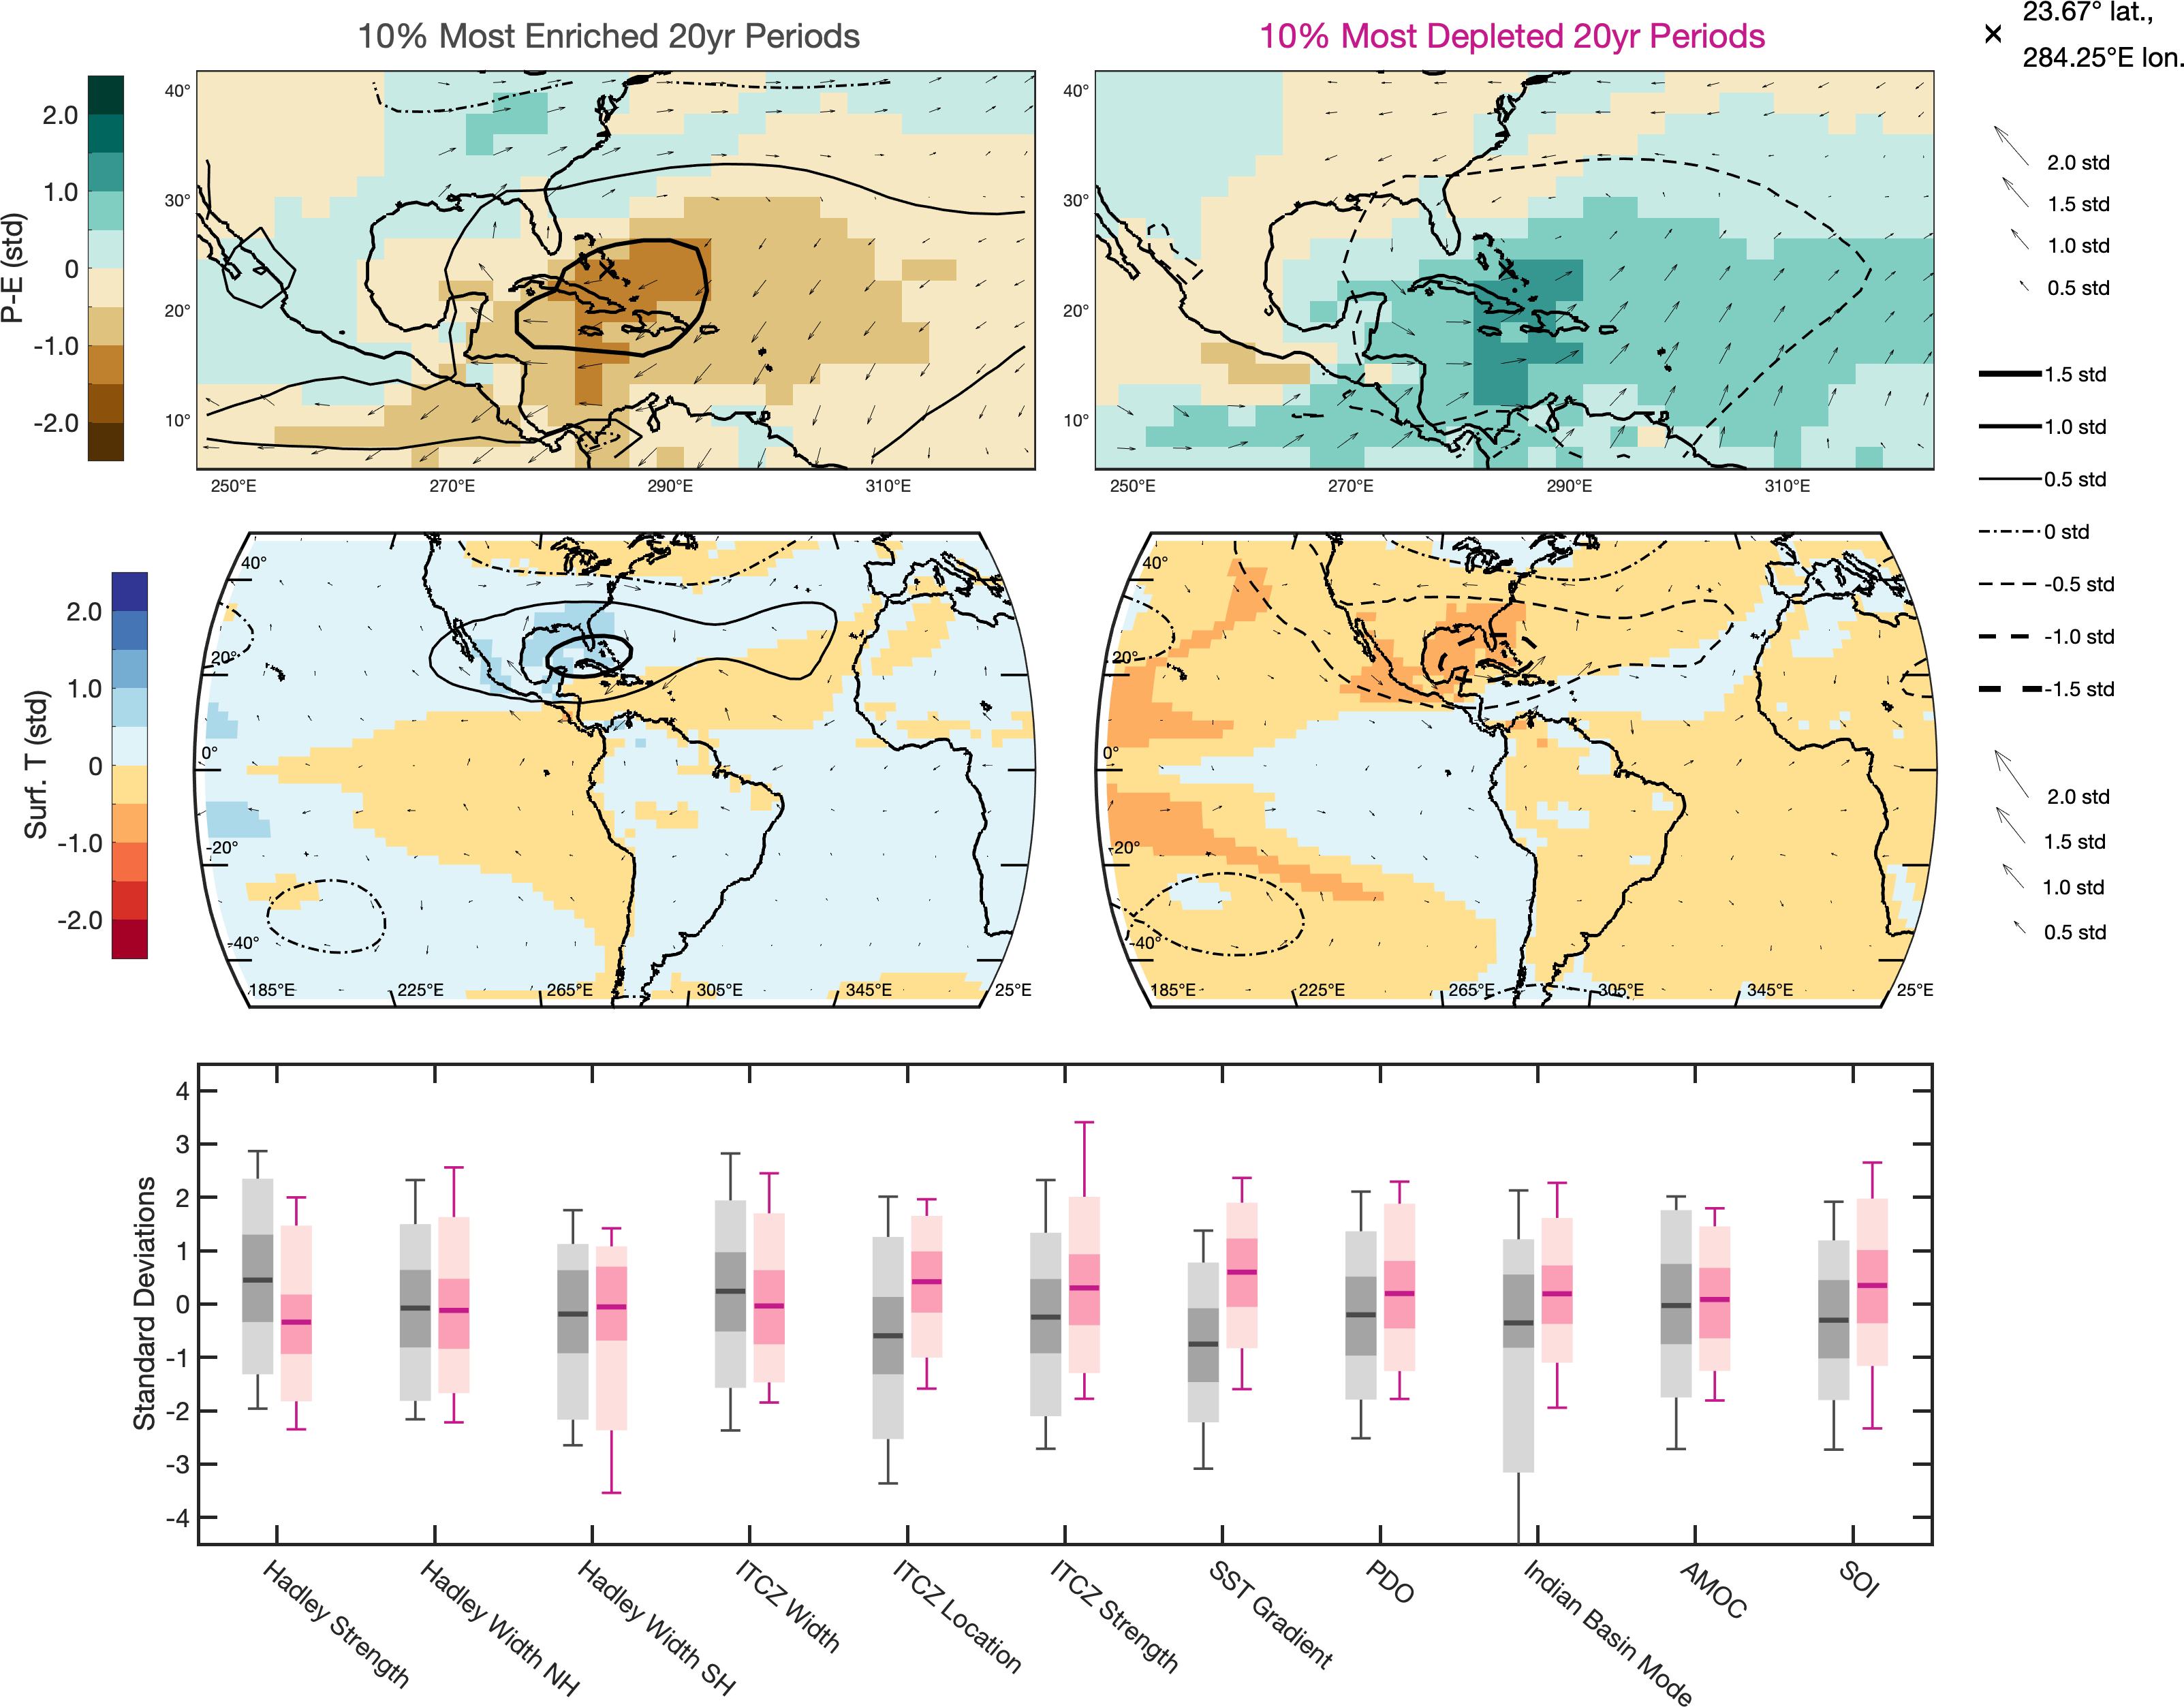 10% Most Enriched 20yr Periods
10% Most Depleted 20yr Periods
23.67° lat.,
284.25°E lon.
P-E (std)
2.0
1.0
0
-1.0
-2.0
40°
30°
20°
10°
250°E
270°E
290°E
310°E
40°
30°
20°
10°
250°E
270°E
290°E
310°E
2.0 std
1.5 std
1.0 std
0.5 std
1.5 std
1.0 std
0.5 std
0 std
-0.5 std
-1.0 std
-1.5 std
Surf. T (std)
2.0
1.0
0
-1.0
-2.0
40°
20°
0°
-20°
-40°
185°E
225°E
265°E
305°E
345°E
25°E
40°
20°
0°
-20°
-40°
185°E
225°E
265°E
305°E
345°E
25°E
2.0 std
1.5 std
1.0 std
0.5 std
Standard Deviations
4
3
2
1
0
-1
-2
-3
-4
Hadley Strength
Hadley Width NH
Hadley Width SH
ITCZ Width
ITCZ Location
ITCZ Strength
SST Gradient
PDO
Indian Basin Mode
AMOC
SOI